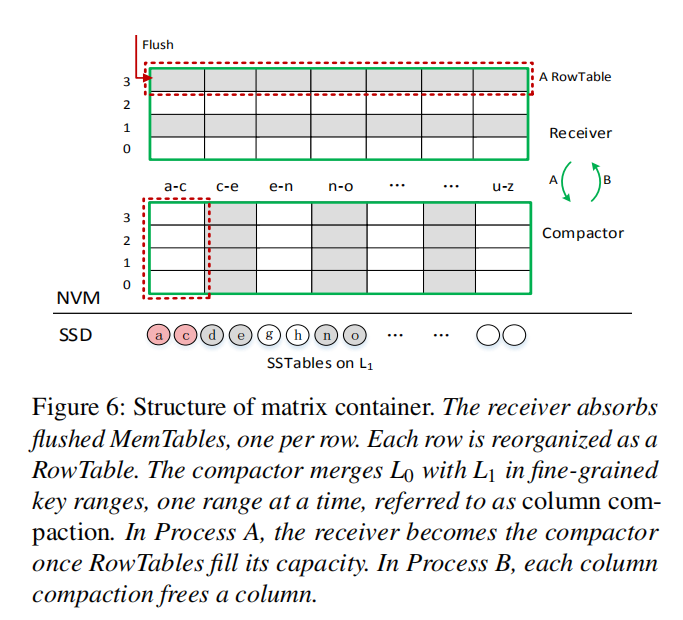 Flush
3
A RowTable
2
1
Receiver
0
a-c c-e e-n n-o ... ... u-z
A B
3
Compactor
2
1
0
NVM
SSD
a c d e g h n o ... ...
SSTables on L1
Figure 6: Structure of matrix container. The receiver absorbs
flushed MemTables, one per row. Each row is reorganized as a
RowTable. The compactor merges L0 with L1 in fine-grained
key ranges, one range at a time, referred to as column com-
paction. In Process A, the receiver becomes the compactor
once RowTables fill its capacity. In Process B, each column
compaction frees a column.